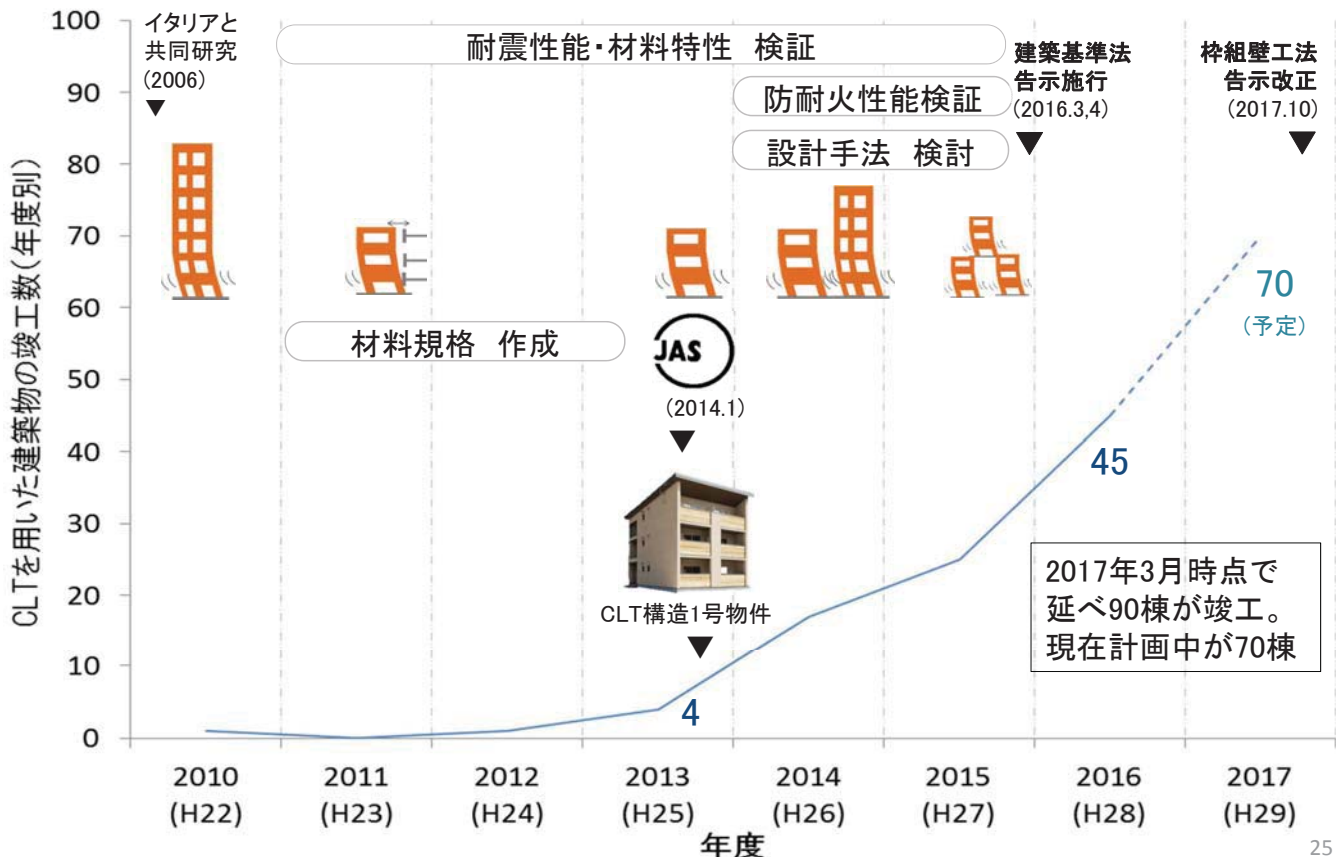 イタリアと
共同研究
(2006)
耐震性能・材料特性 検証
防耐火性能検証
設計手法 検討
建築基準法
告示施行
(2016.3,4)
枠組壁工法
告示改正
(2017.10)
材料規格 作成
JAS
(2014.1)
CLT構造1号物件
4
45
70
(予定)
2017年3月時点で
延べ90棟が竣工。
現在計画中が70棟
CLTを用いた建築物の竣工数(年度別)
100
90
80
70
60
50
40
30
20
10
0
2010 2011 2012 2013 2014 2015 2016 2017
(H22) (H23) (H24) (H25) (H26) (H27) (H28) (H29)
年度
25